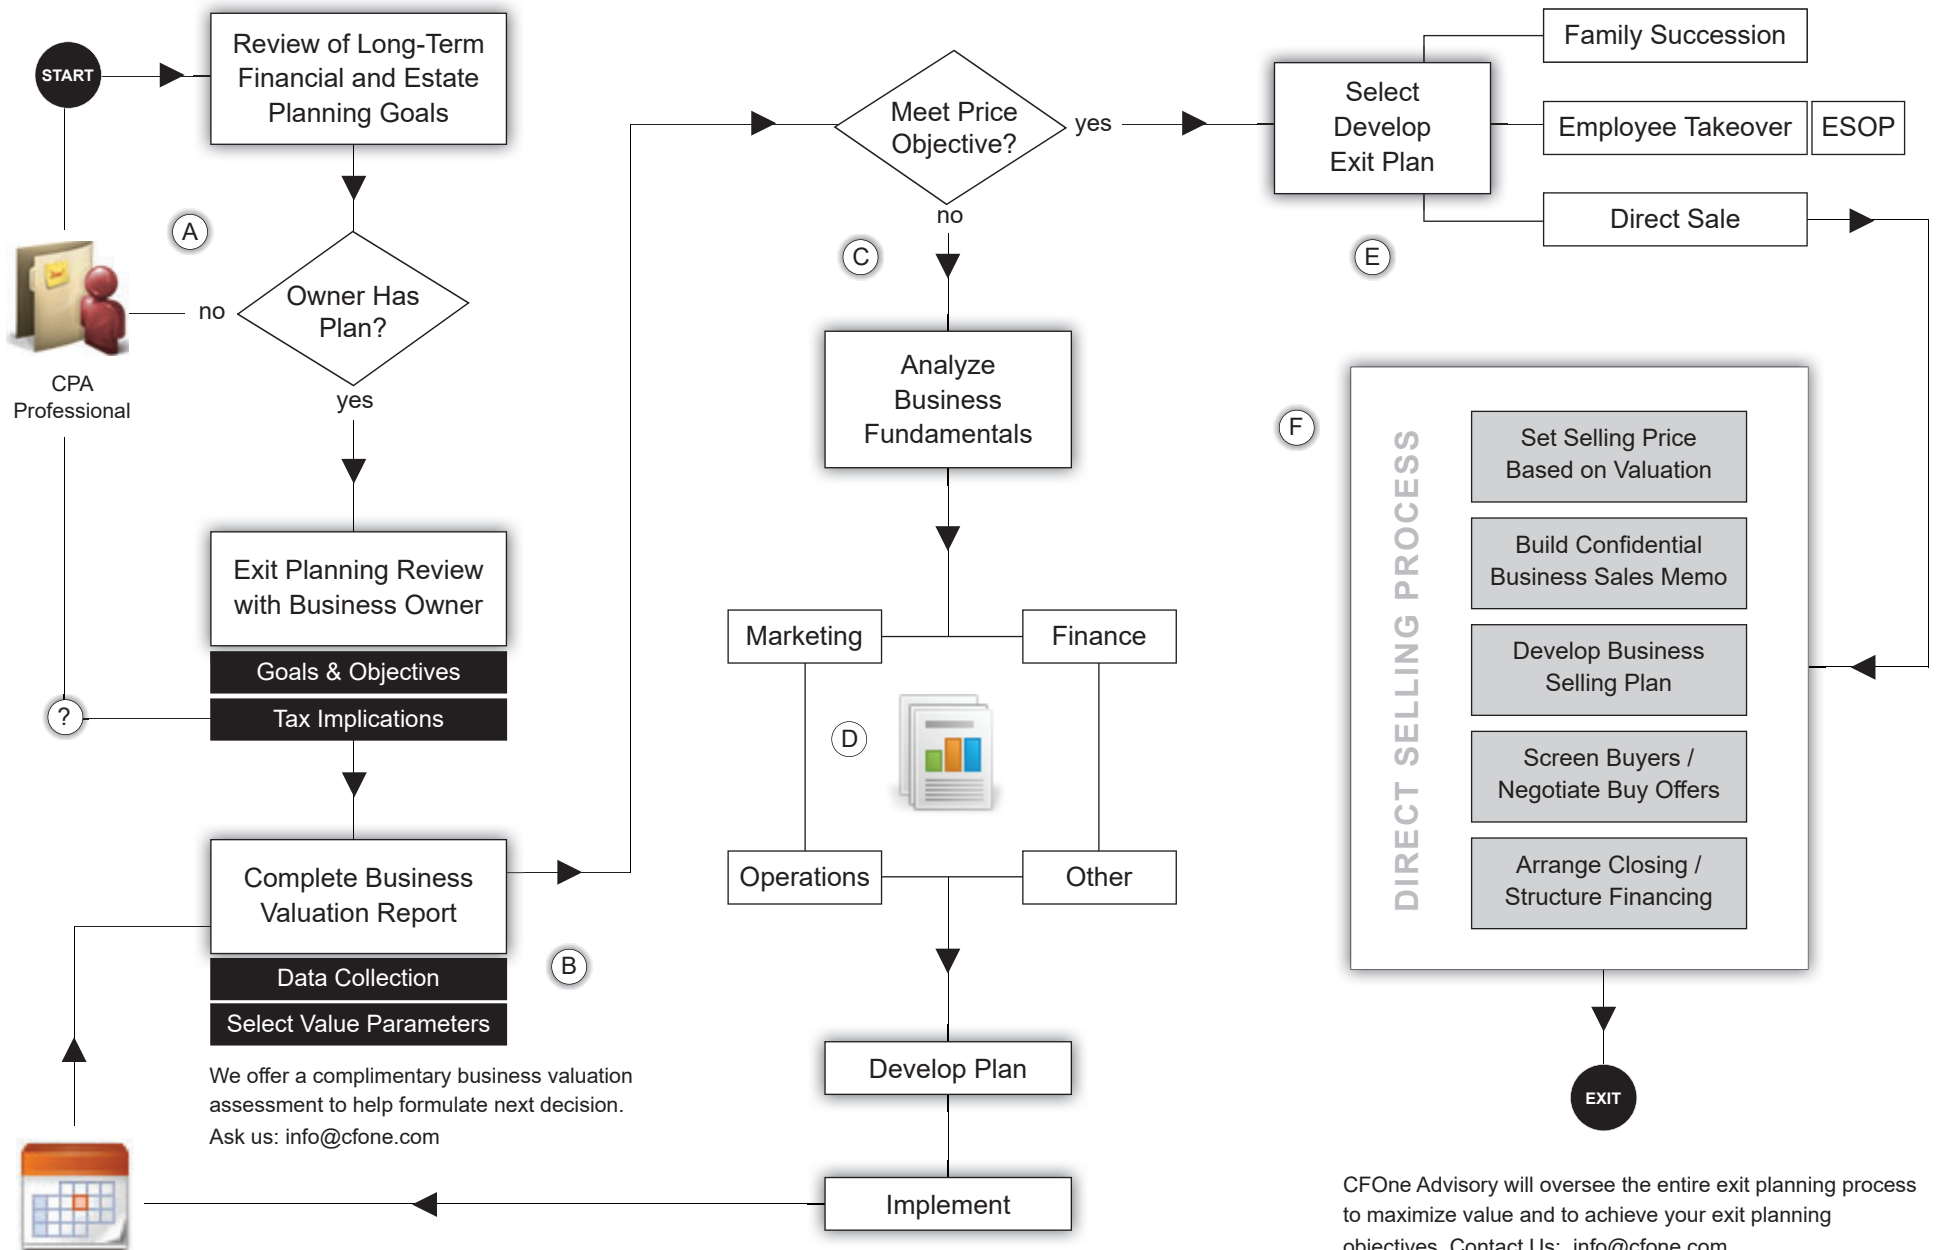 START
Review of Long-Term
Financial and Estate
Planning Goals
A
Owner Has
Plan?
no
yes
CPA
Professional
Exit Planning Review
with Business Owner
Goals & Objectives
Tax Implications
?
Complete Business
Valuation Report
Data Collection
Select Value Parameters
B
We offer a complimentary business valuation
assessment to help formulate next decision.
Ask us: info@cfone.com
Meet Price
Objective?
yes
no
C
Analyze
Business
Fundamentals
Marketing
Finance
D
Operations
Other
Develop Plan
Implement
Select
Develop
Exit Plan
Family Succession
Employee Takeover
ESOP
Direct Sale
E
F
DIRECT SELLING PROCESS
Set Selling Price
Based on Valuation
Build Confidential
Business Sales Memo
Develop Business
Selling Plan
Screen Buyers /
Negotiate Buy Offers
Arrange Closing /
Structure Financing
EXIT
CFOne Advisory will oversee the entire exit planning process
to maximize value and to achieve your exit planning
objectives. Contact Us: info@cfone.com